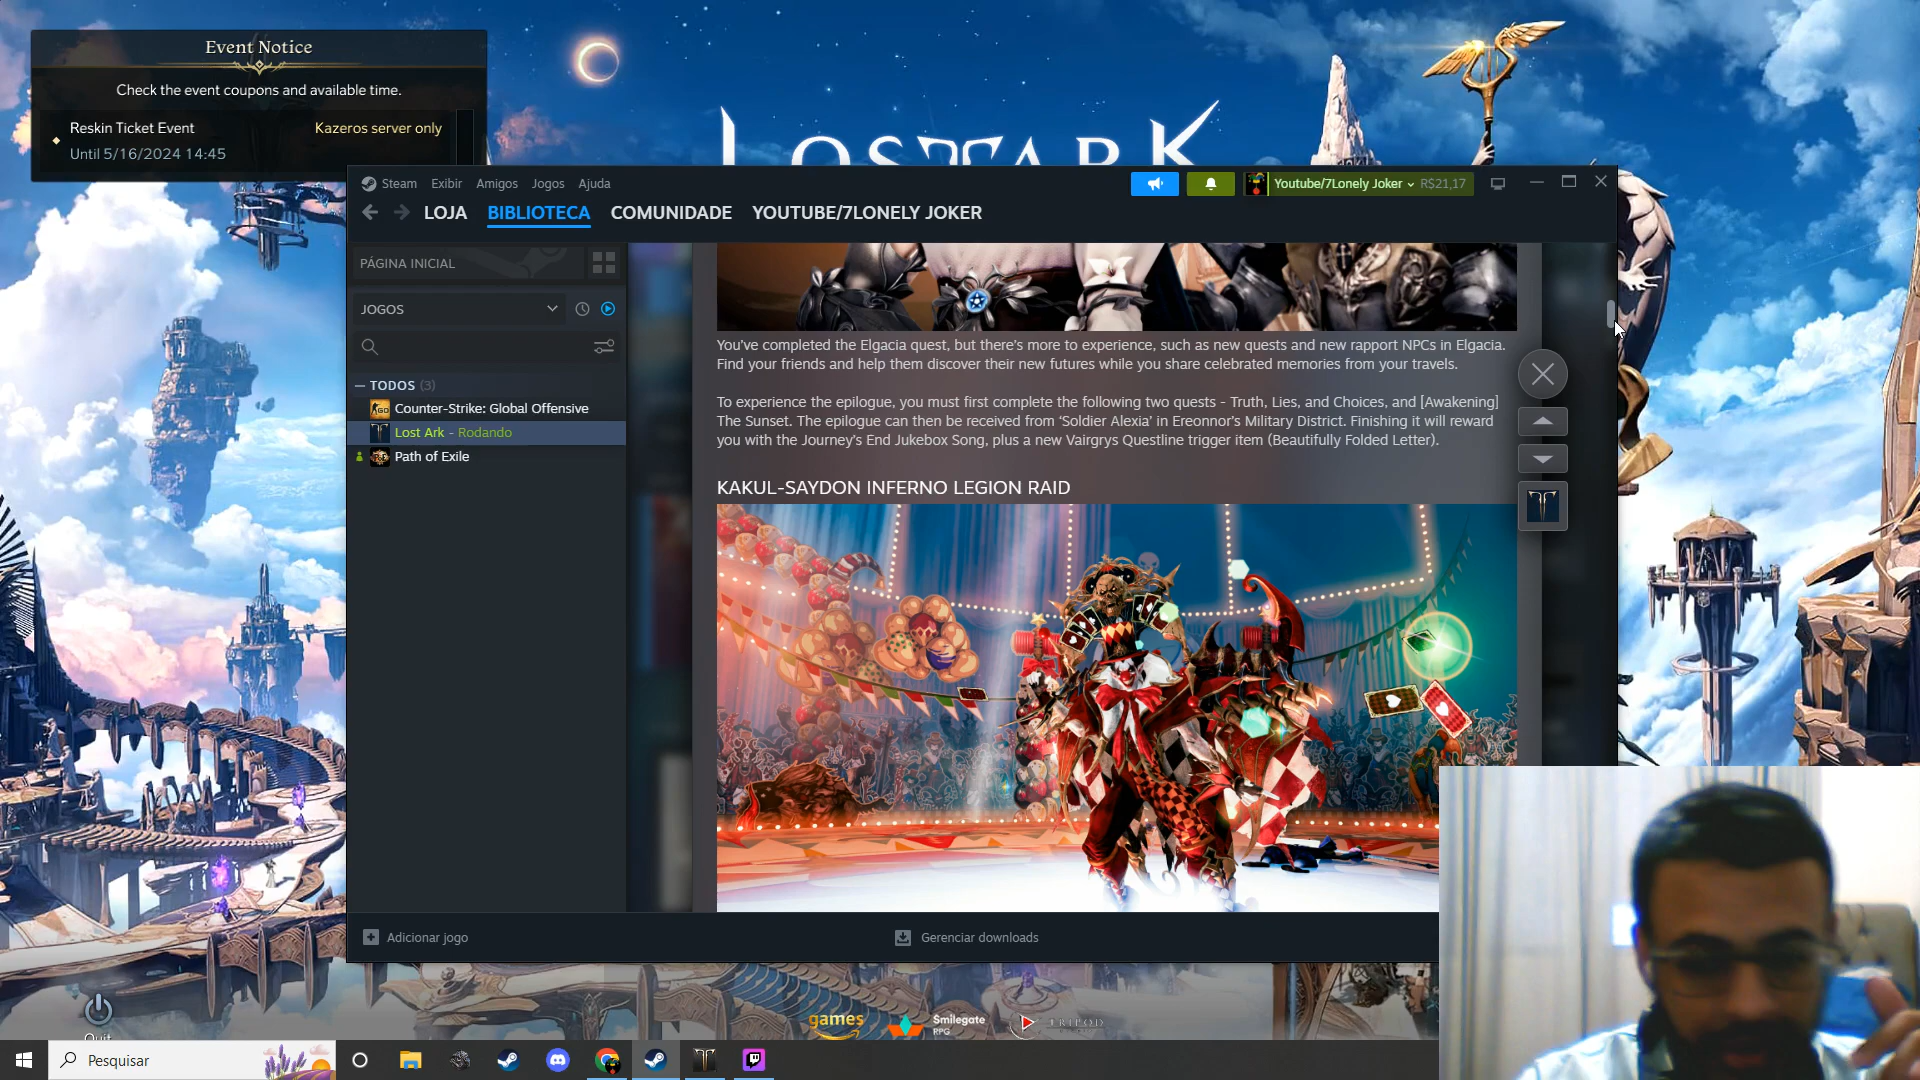 Event Notice
Check the event coupons and available time.
Reskin Ticket Event
Kazeros server only
Until 5/16/2024 14:45
LOST ARK
Steam Exibir Amigos Jogos Ajuda
Youtube/7Lonely Joker R$21,17
LOJA BIBLIOTECA COMUNIDADE YOUTUBE/7LONELY JOKER
PÁGINA INICIAL
JOGOS
TODOS (3)
Counter-Strike: Global Offensive
Lost Ark - Rodando
Path of Exile
You've completed the Elgacia quest, but there's more to experience, such as new quests and new rapport NPCs in Elgacia.
Find your friends and help them discover their new futures while you share celebrated memories from your travels.
To experience the epilogue, you must first complete the following two quests - Truth, Lies, and Choices, and [Awakening]
The Sunset. The epilogue can then be received from ‘Soldier Alexia’ in Ereonnor's Military District. Finishing it will reward
you with the Journey's End Jukebox Song, plus a new Vairgrys Questline trigger item (Beautifully Folded Letter).
KAKUL-SAYDON INFERNO LEGION RAID
Adicionar jogo
Gerenciar downloads
Quit
games
Smilegate
RPG
TRIPOD
Pesquisar